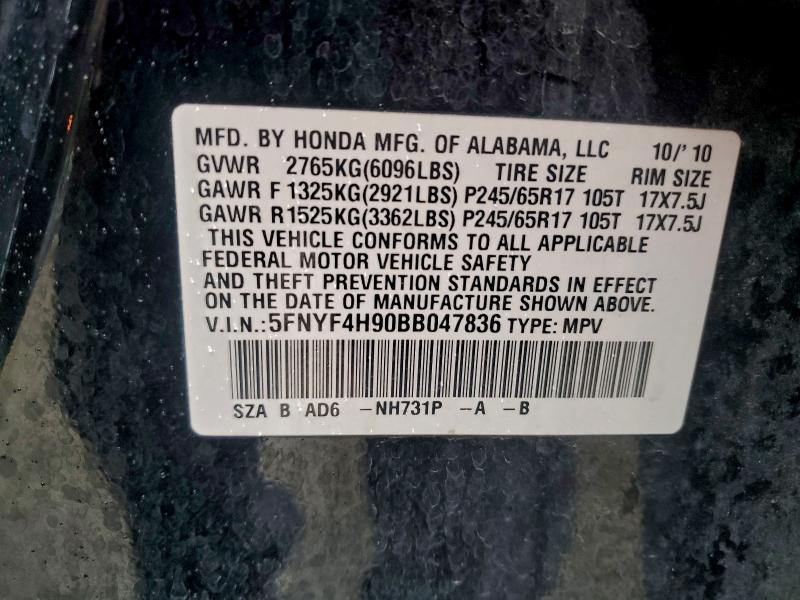 MFD. BY HONDA MFG. OF ALABAMA, LLC 10/'10
GVWR 2765KG(6096LBS) TIRE SIZE RIM SIZE
GAWR F 1325KG(2921LBS) P245/65R17 105T 17X7.5J
GAWR R 1525KG(3362LBS) P245/65R17 105T 17X7.5J
THIS VEHICLE CONFORMS TO ALL APPLICABLE
FEDERAL MOTOR VEHICLE SAFETY
AND THEFT PREVENTION STANDARDS IN EFFECT
ON THE DATE OF MANUFACTURE SHOWN ABOVE.
V.I.N.:5FNYF4H90BB047836 TYPE: MPV
SZA B AD6 -NH731P -A -B